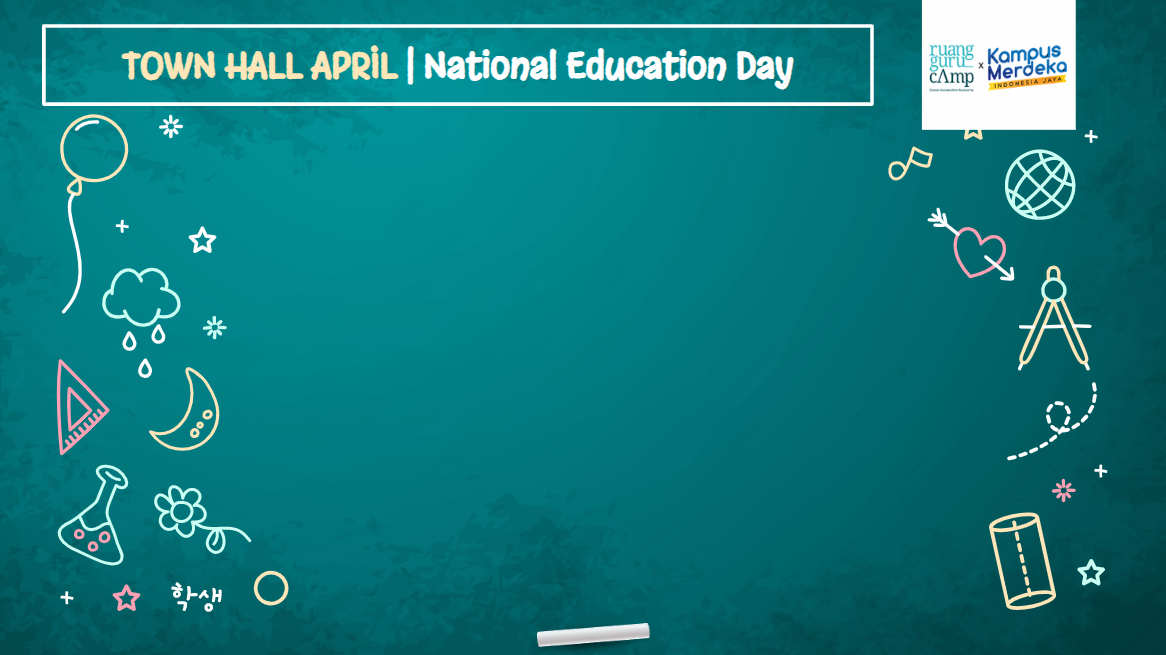 TOWN HALL APRIL | National Education Day
ruang
guru
cAmp
x
Kampus
Merdeka
INDONESIA JAYA
학생